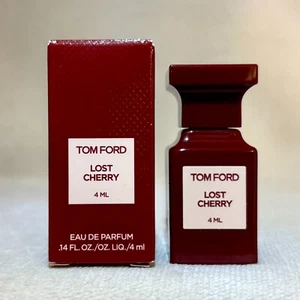 TOM FORD
LOST
CHERRY
4 ML
EAU DE PARFUM
.14 FL. OZ./OZ. LIQ./4 ml
TOM FORD
LOST
CHERRY
4 ML